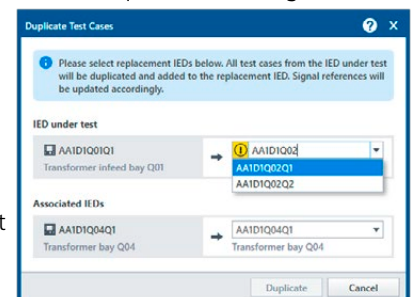 Duplicate Test Cases ? x
Please select replacement IEDs below. All test cases from the IED under test
will be duplicated and added to the replacement IED. Signal references will
be updated accordingly.
IED under test
AA1D1Q01Q1 AA1D1Q02
Transformer infeed bay Q01
AA1D1Q02Q1
AA1D1Q02Q2
Associated IEDs
AA1D1Q04Q1 AA1D1Q04Q1
Transformer bay Q04 Transformer bay Q04
Duplicate Cancel